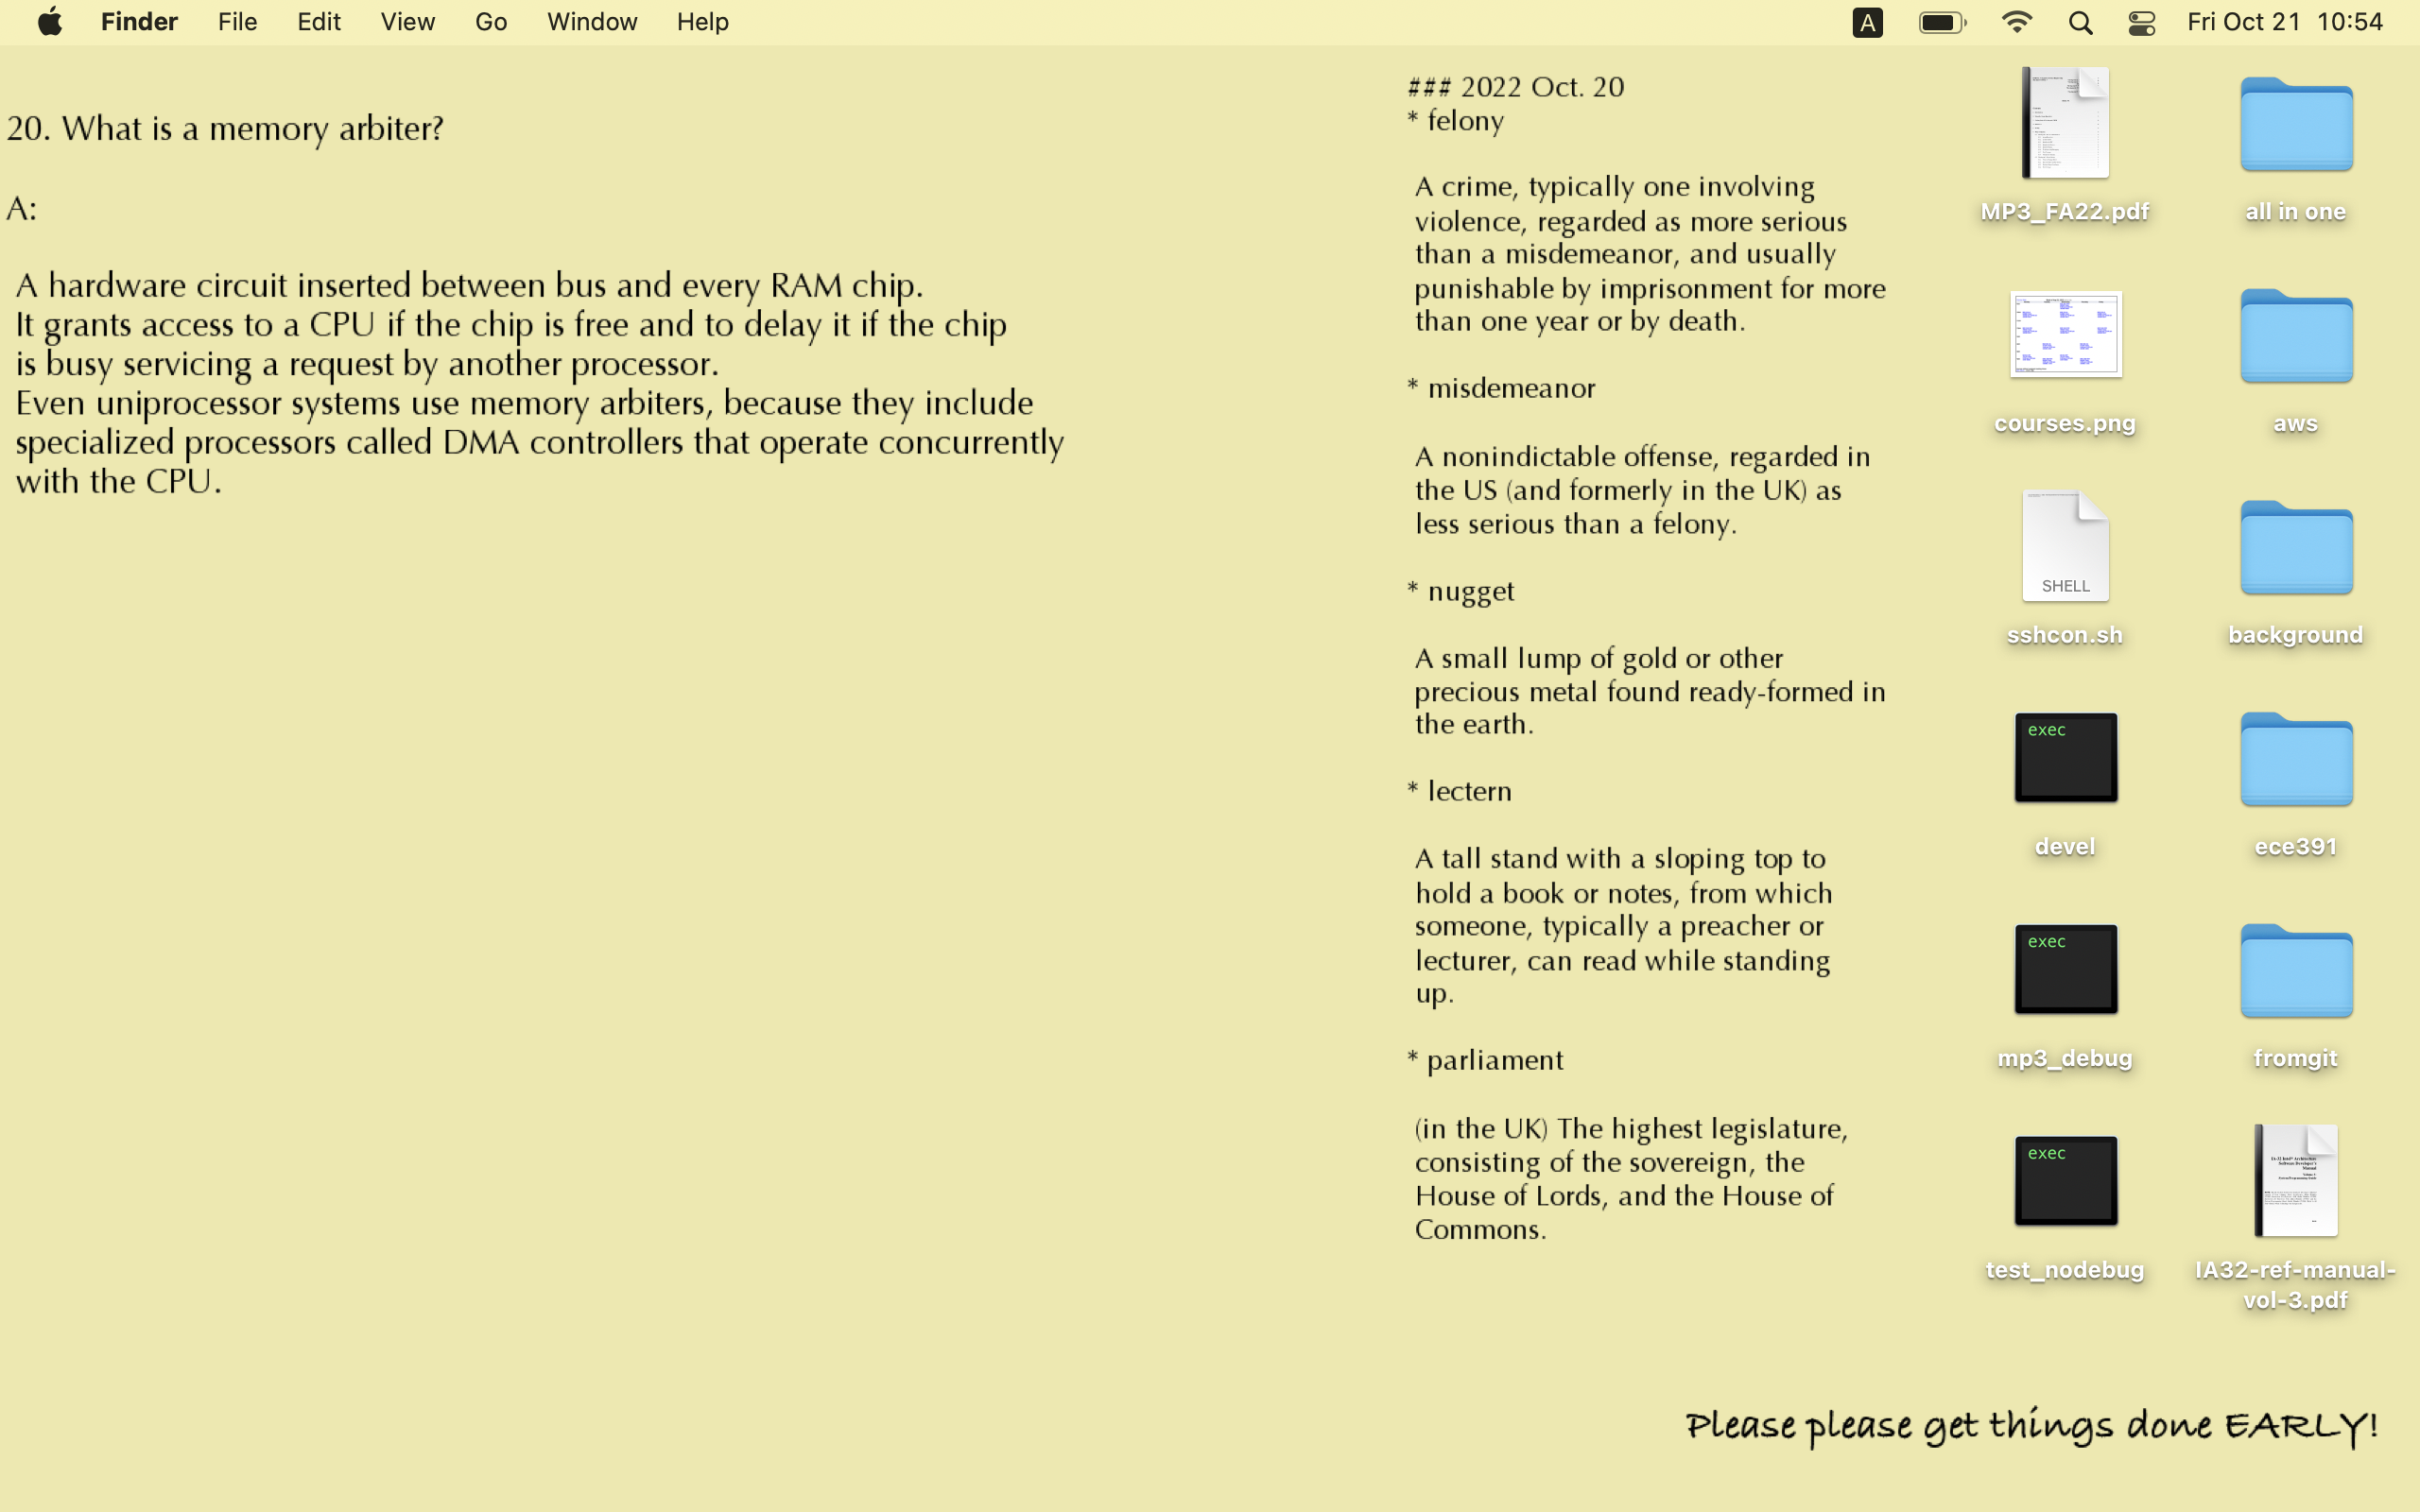 Finder File Edit View Go Window Help
A Fri Oct 21 10:54
20. What is a memory arbiter?
A:
A hardware circuit inserted between bus and every RAM chip.
It grants access to a CPU if the chip is free and to delay it if the chip
is busy servicing a request by another processor.
Even uniprocessor systems use memory arbiters, because they include
specialized processors called DMA controllers that operate concurrently
with the CPU.
### 2022 Oct. 20
* felony
A crime, typically one involving
violence, regarded as more serious
than a misdemeanor, and usually
punishable by imprisonment for more
than one year or by death.
* misdemeanor
A nonindictable offense, regarded in
the US (and formerly in the UK) as
less serious than a felony.
* nugget
A small lump of gold or other
precious metal found ready-formed in
the earth.
* lectern
A tall stand with a sloping top to
hold a book or notes, from which
someone, typically a preacher or
lecturer, can read while standing
up.
* parliament
(in the UK) The highest legislature,
consisting of the sovereign, the
House of Lords, and the House of
Commons.
MP3_FA22.pdf
all in one
courses.png
aws
SHELL
sshcon.sh
background
exec
devel
ece391
exec
mp3_debug
fromgit
exec
test_nodebug
IA32-ref-manual-
vol-3.pdf
Please please get things done EARLY!